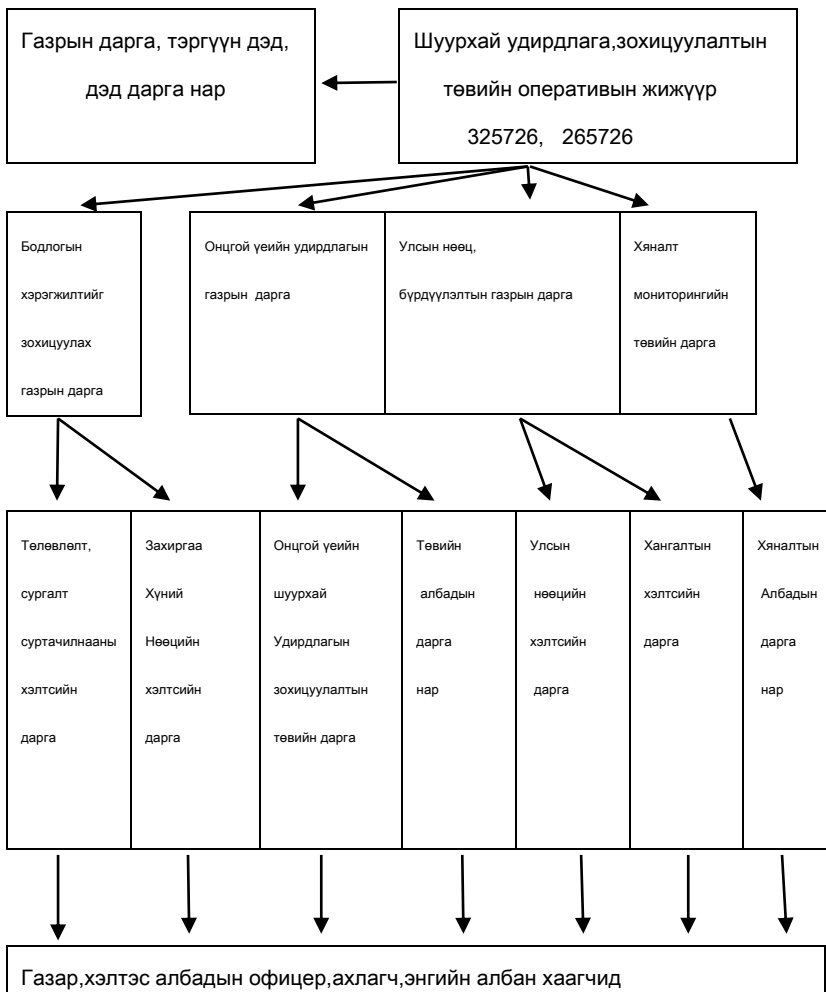 Газрын дарга, тэргүүн дэд,
дэд дарга нар
Шуурхай удирдлага,зохицуулалтын
төвийн оперативын жижүүр
325726, 265726
Бодлогын
хэрэгжилтийг
зохицуулах
газрын дарга
Онцгой үеийн удирдлагын
газрын дарга
Улсын нөөц,
бүрдүүлэлтын газрын дарга
Хяналт
мониторингийн
төвийн дарга
Төлөвлөлт,
сургалт
суртачилнааны
хэлтсийн
дарга
Захиргаа
Хүний
Нөөцийн
хэлтсийн
дарга
Онцгой үеийн
шуурхай
Удирдлагын
зохицуулалтын
төвийн дарга
Төвийн
албадын
дарга
нар
Улсын
нөөцийн
хэлтсийн
дарга
Хангалтын
хэлтсийн
дарга
Хяналтын
Албадын
дарга
нар
Газар,хэлтэс албадын офицер,ахлагч,энгийн албан хаагчид